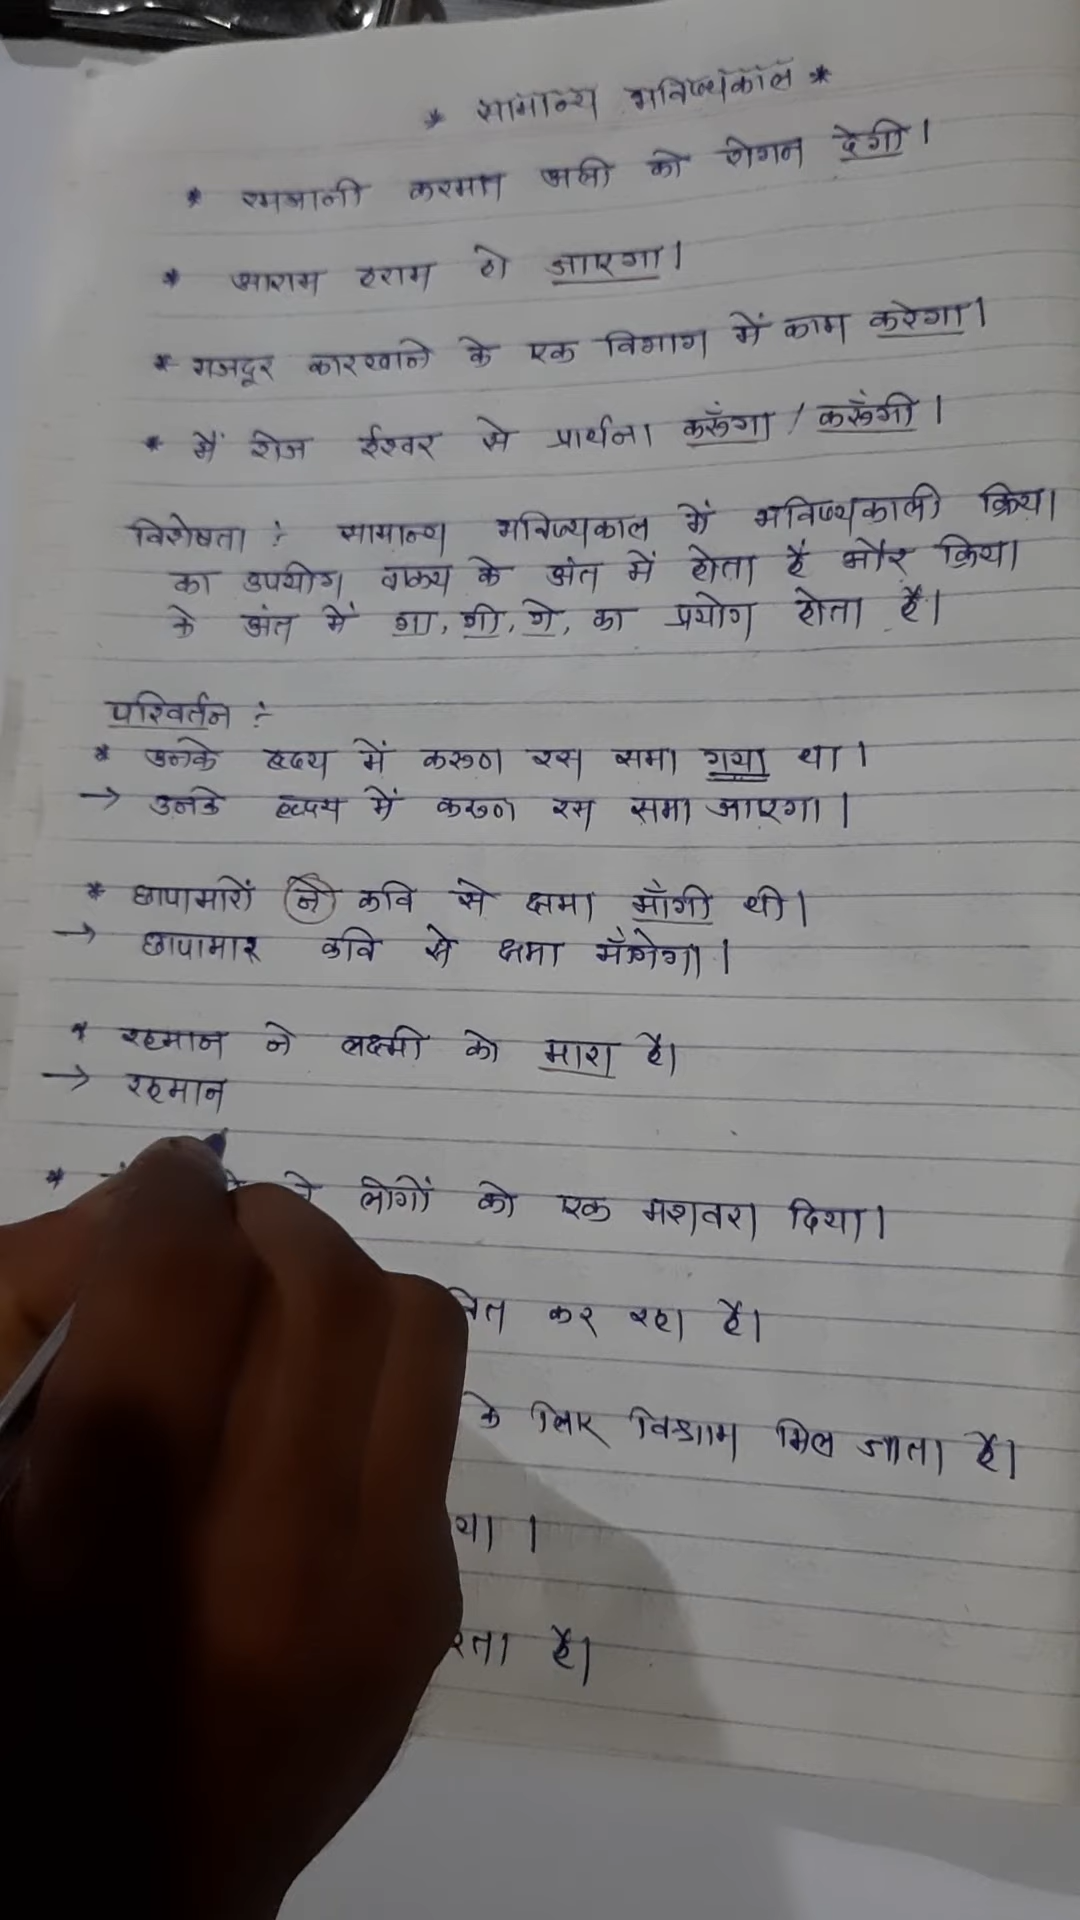 * सामान्य भविष्यकाल *
* रमजानी करमात अली को रोगन देगी।
* आराम हराम हो जाएगा।
* मजदूर कारखाने के एक विभाग में काम करेगा।
* मैं रोज ईश्वर से प्रार्थना करूँगा / करूँगी।
विशेषता :- सामान्य भविष्यकाल में भविष्यकाली क्रिया
का उपयोग वाक्य के अंत में होता है और क्रिया
के अंत में गा, गी, गे, का प्रयोग होता है।
परिवर्तन :-
* उनके हृदय में करुण रस समा गया था।
→ उनके हृदय में करुण रस समा जाएगा।
* छापामारों ने कवि से क्षमा माँगी थी।
→ छापामार कवि से क्षमा माँगेगा।
* रहमान ने लक्ष्मी को मारा है।
→ रहमान
* ने लोगों को एक मशवरा दिया।
कर रहा है।
के लिए विश्राम मिल जाता है।
था।
है।